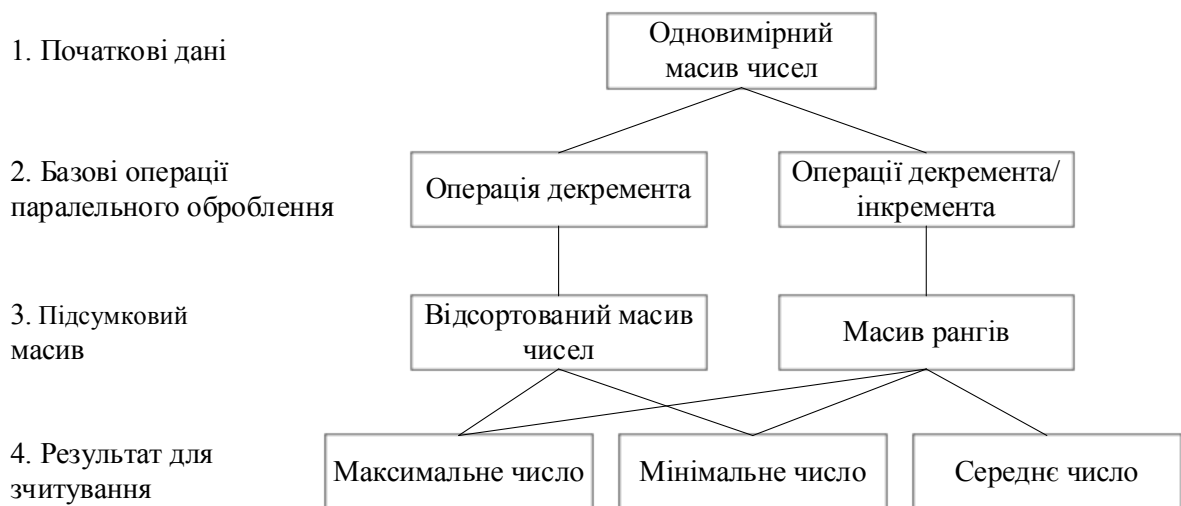 1. Початкові дані
Одновимірний
масив чисел
2. Базові операції
паралельного оброблення
Операція декремента
Операції декремента/
інкремента
3. Підсумковий
масив
Відсортований масив
чисел
Масив рангів
4. Результат для
зчитування
Максимальне число
Мінімальне число
Середнє число